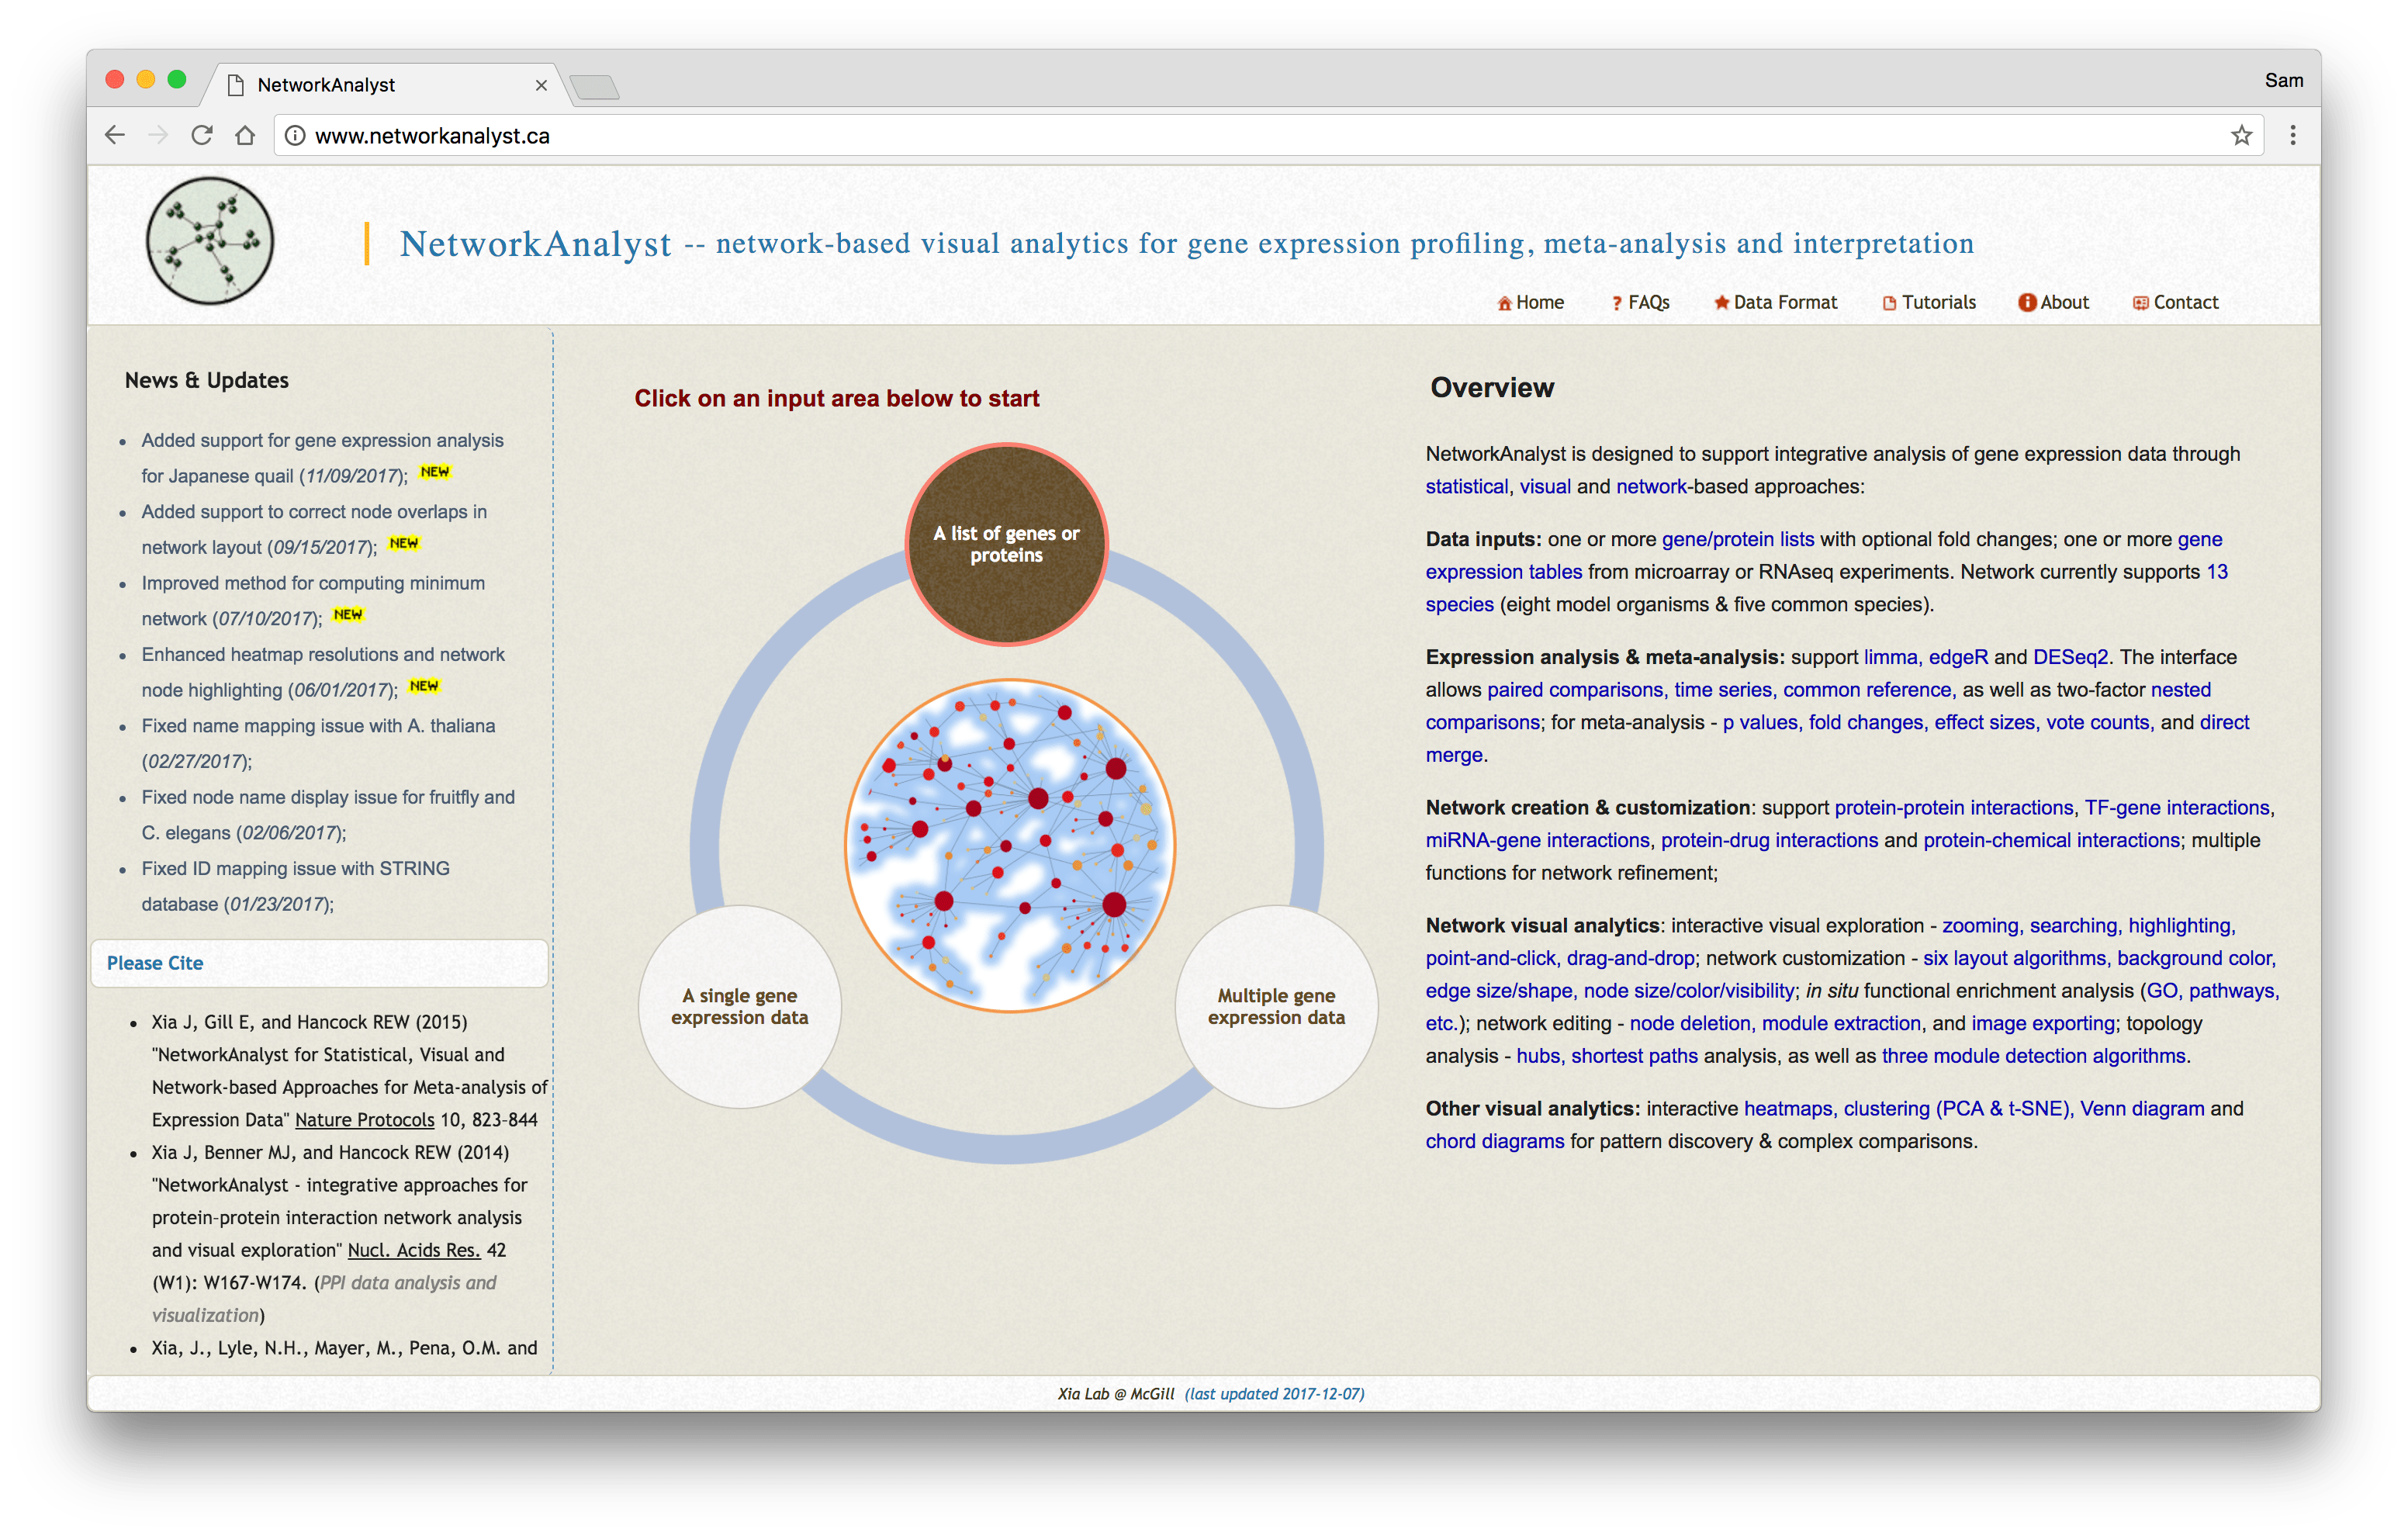 NetworkAnalyst
Sam
www.networkanalyst.ca
NetworkAnalyst -- network-based visual analytics for gene expression profiling, meta-analysis and interpretation
Home FAQs Data Format Tutorials About Contact
News & Updates
Added support for gene expression analysis
for Japanese quail (11/09/2017); NEW
Added support to correct node overlaps in
network layout (09/15/2017); NEW
Improved method for computing minimum
network (07/10/2017); NEW
Enhanced heatmap resolutions and network
node highlighting (06/01/2017); NEW
Fixed name mapping issue with A. thaliana
(02/27/2017);
Fixed node name display issue for fruitfly and
C. elegans (02/06/2017);
Fixed ID mapping issue with STRING
database (01/23/2017);
Please Cite
Xia J, Gill E, and Hancock REW (2015)
"NetworkAnalyst for Statistical, Visual and
Network-based Approaches for Meta-analysis of
Expression Data" Nature Protocols 10, 823-844
Xia J, Benner MJ, and Hancock REW (2014)
"NetworkAnalyst - integrative approaches for
protein-protein interaction network analysis
and visual exploration" Nucl. Acids Res. 42
(W1): W167-W174. (PPI data analysis and
visualization)
Xia, J., Lyle, N.H., Mayer, M., Pena, O.M. and
Click on an input area below to start
A list of genes or
proteins
A single gene
expression data
Multiple gene
expression data
Overview
NetworkAnalyst is designed to support integrative analysis of gene expression data through
statistical, visual and network-based approaches:
Data inputs: one or more gene/protein lists with optional fold changes; one or more gene
expression tables from microarray or RNAseq experiments. Network currently supports 13
species (eight model organisms & five common species).
Expression analysis & meta-analysis: support limma, edgeR and DESeq2. The interface
allows paired comparisons, time series, common reference, as well as two-factor nested
comparisons; for meta-analysis - p values, fold changes, effect sizes, vote counts, and direct
merge.
Network creation & customization: support protein-protein interactions, TF-gene interactions,
miRNA-gene interactions, protein-drug interactions and protein-chemical interactions; multiple
functions for network refinement;
Network visual analytics: interactive visual exploration - zooming, searching, highlighting,
point-and-click, drag-and-drop; network customization - six layout algorithms, background color,
edge size/shape, node size/color/visibility; in situ functional enrichment analysis (GO, pathways,
etc.); network editing - node deletion, module extraction, and image exporting; topology
analysis - hubs, shortest paths analysis, as well as three module detection algorithms.
Other visual analytics: interactive heatmaps, clustering (PCA & t-SNE), Venn diagram and
chord diagrams for pattern discovery & complex comparisons.
Xia Lab @ McGill (last updated 2017-12-07)